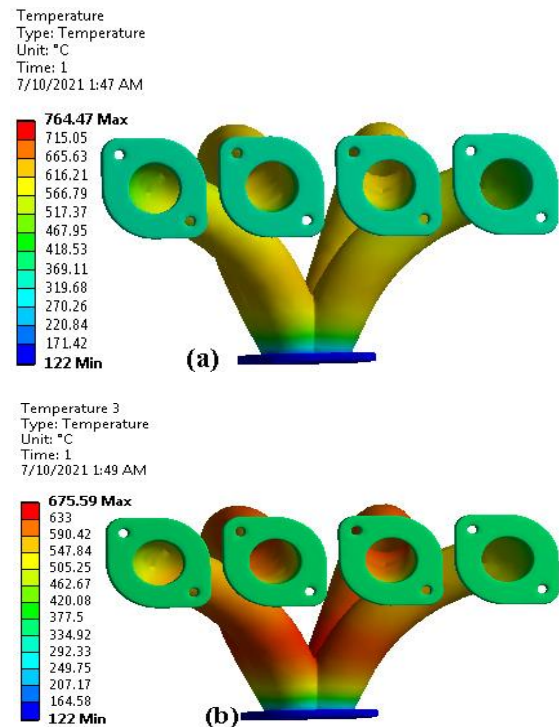 Temperature
Type: Temperature
Unit: °C
Time: 1
7/10/2021 1:47 AM
764.47 Max
715.05
665.63
616.21
566.79
517.37
467.95
418.53
369.11
319.68
270.26
220.84
171.42
122 Min
(a)
Temperature 3
Type: Temperature
Unit: °C
Time: 1
7/10/2021 1:49 AM
675.59 Max
633
590.42
547.84
505.25
462.67
420.08
377.5
334.92
292.33
249.75
207.17
164.58
122 Min
(b)